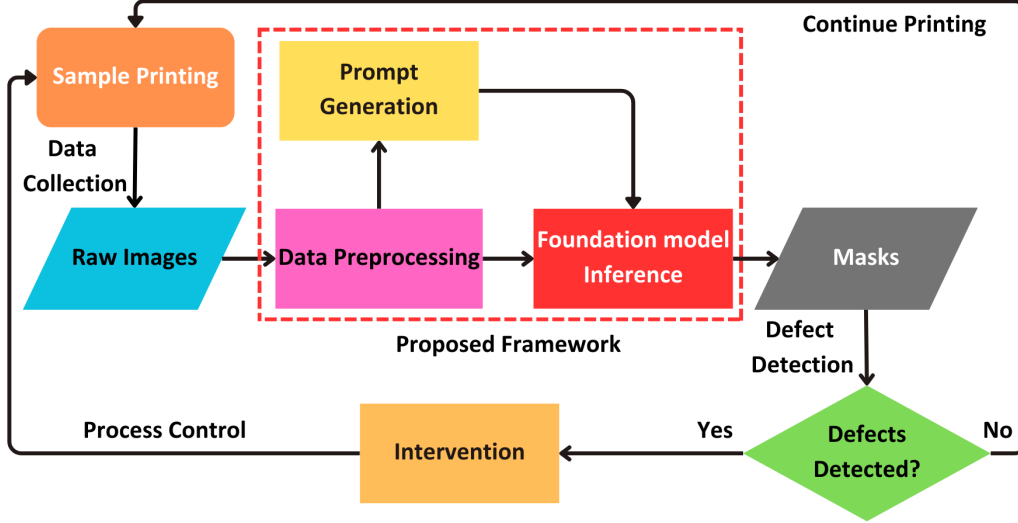 Continue Printing
Sample Printing
Prompt
Generation
Data
Collection
Raw Images
Data Preprocessing
Foundation model
Inference
Masks
Proposed Framework
Defect
Detection
Process Control
Intervention
Yes
Defects
Detected?
No